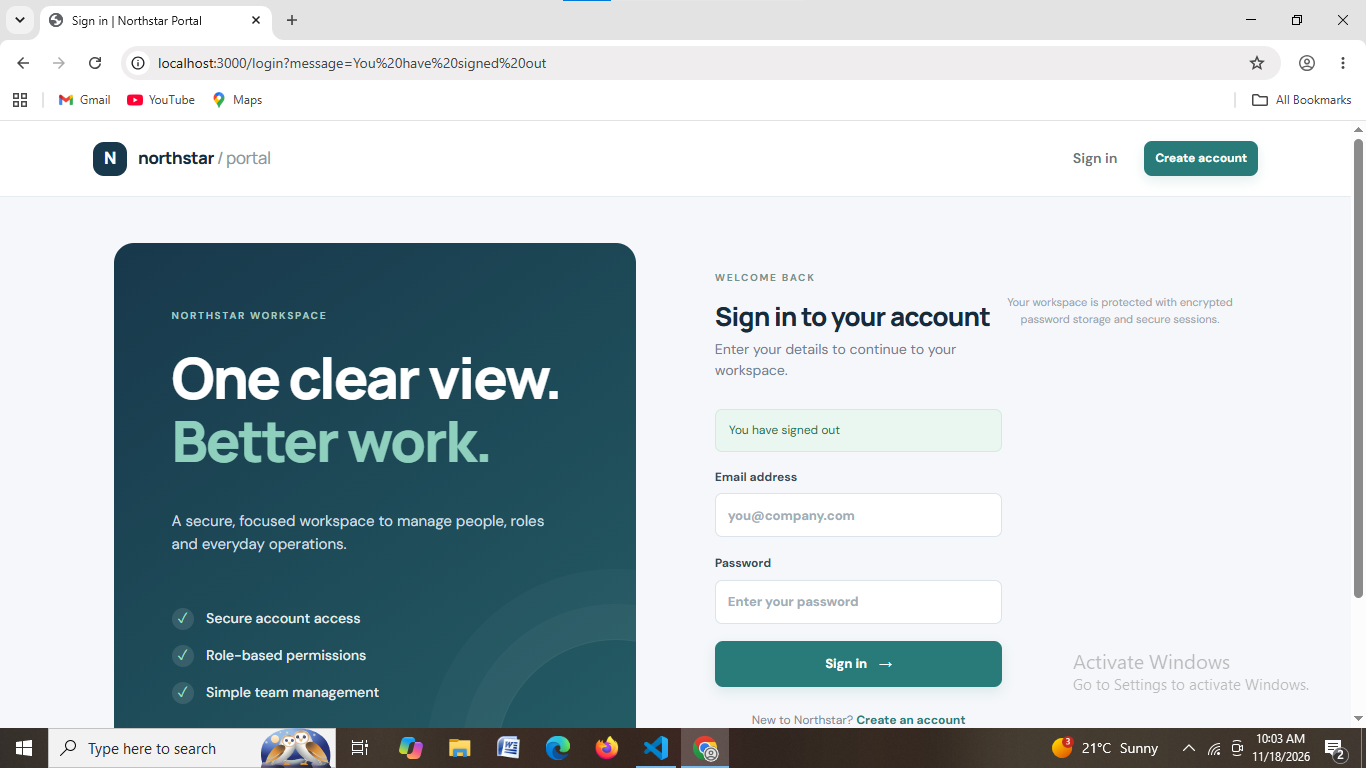 Sign in | Northstar Portal
localhost:3000/login?message=You%20have%20signed%20out
Gmail
YouTube
Maps
All Bookmarks
N
northstar / portal
Sign in
Create account
NORTHSTAR WORKSPACE
One clear view.
Better work.
A secure, focused workspace to manage people, roles
and everyday operations.
✓ Secure account access
✓ Role-based permissions
✓ Simple team management
WELCOME BACK
Sign in to your account
Enter your details to continue to your
workspace.
Your workspace is protected with encrypted
password storage and secure sessions.
You have signed out
Email address
you@company.com
Password
Enter your password
Sign in →
New to Northstar? Create an account
Activate Windows
Go to Settings to activate Windows.
Type here to search
W
3
21°C Sunny
10:03 AM
11/18/2026
2